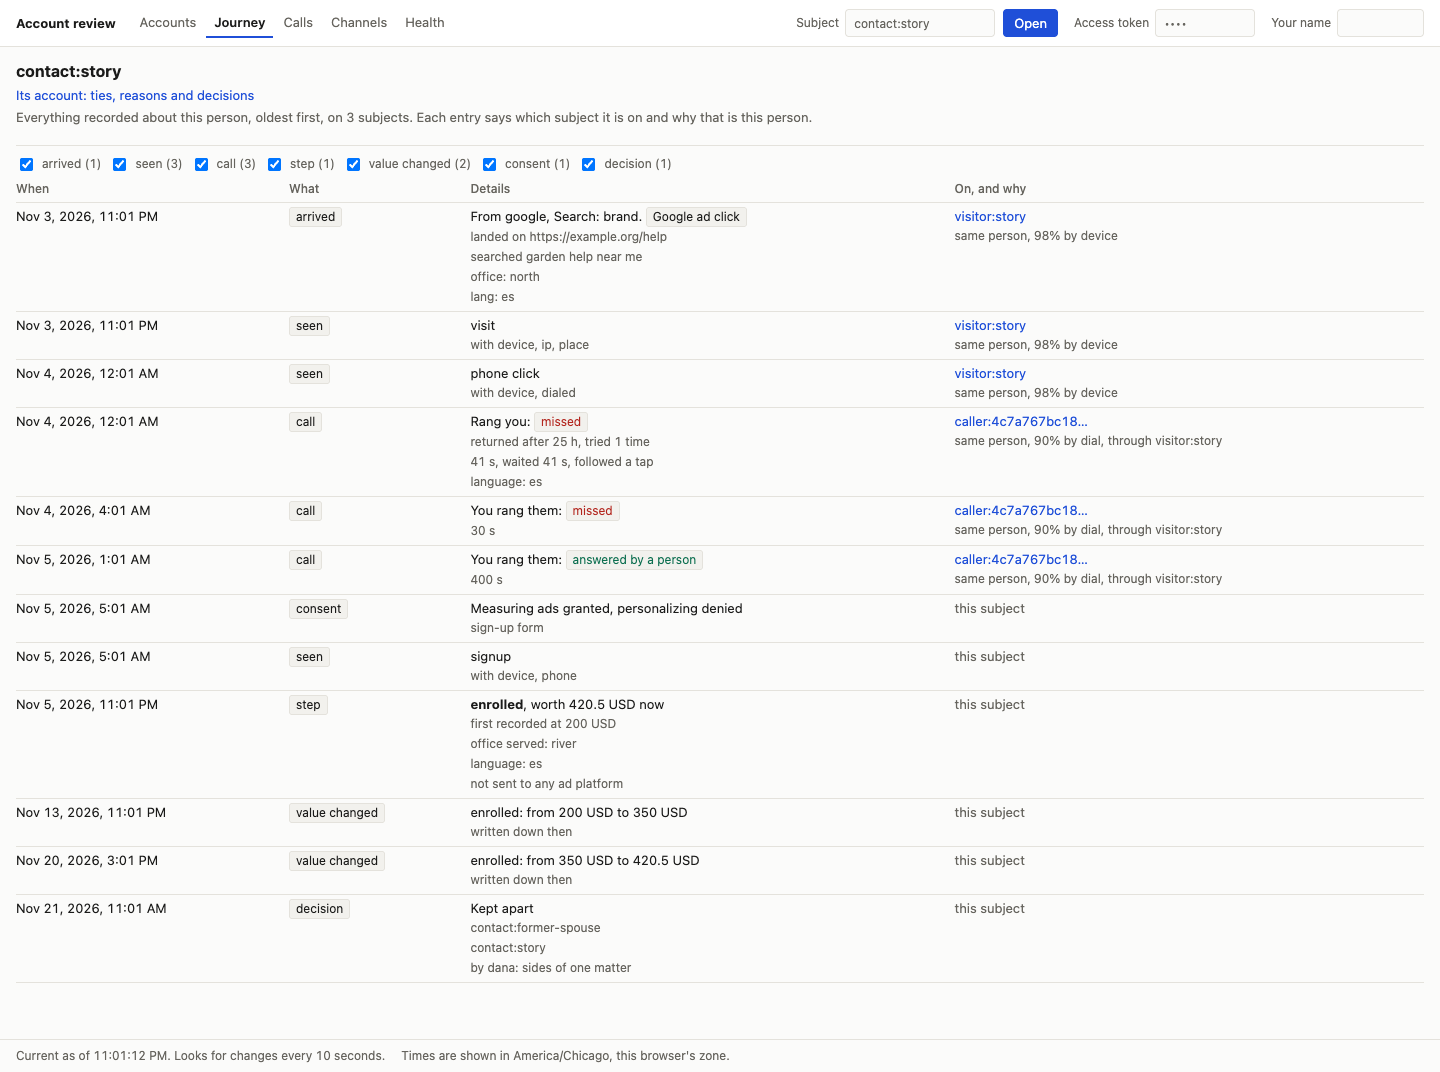 Account review Accounts Journey Calls Channels Health Subject contact:story Open Access token •••• Your name
contact:story
Its account: ties, reasons and decisions
Everything recorded about this person, oldest first, on 3 subjects. Each entry says which subject it is on and why that is this person.
arrived (1) seen (3) call (3) step (1) value changed (2) consent (1) decision (1)
When What Details On, and why
Nov 3, 2026, 11:01 PM arrived From google, Search: brand. Google ad click visitor:story
landed on https://example.org/help same person, 98% by device
searched garden help near me
office: north
lang: es
Nov 3, 2026, 11:01 PM seen visit visitor:story
with device, ip, place same person, 98% by device
Nov 4, 2026, 12:01 AM seen phone click visitor:story
with device, dialed same person, 98% by device
Nov 4, 2026, 12:01 AM call Rang you: missed caller:4c7a767bc18…
returned after 25 h, tried 1 time same person, 90% by dial, through visitor:story
41 s, waited 41 s, followed a tap
language: es
Nov 4, 2026, 4:01 AM call You rang them: missed caller:4c7a767bc18…
30 s same person, 90% by dial, through visitor:story
Nov 5, 2026, 1:01 AM call You rang them: answered by a person caller:4c7a767bc18…
400 s same person, 90% by dial, through visitor:story
Nov 5, 2026, 5:01 AM consent Measuring ads granted, personalizing denied this subject
sign-up form
Nov 5, 2026, 5:01 AM seen signup this subject
with device, phone
Nov 5, 2026, 11:01 PM step enrolled, worth 420.5 USD now this subject
first recorded at 200 USD
office served: river
language: es
not sent to any ad platform
Nov 13, 2026, 11:01 PM value changed enrolled: from 200 USD to 350 USD this subject
written down then
Nov 20, 2026, 3:01 PM value changed enrolled: from 350 USD to 420.5 USD this subject
written down then
Nov 21, 2026, 11:01 AM decision Kept apart this subject
contact:former-spouse
contact:story
by dana: sides of one matter
Current as of 11:01:12 PM. Looks for changes every 10 seconds. Times are shown in America/Chicago, this browser's zone.